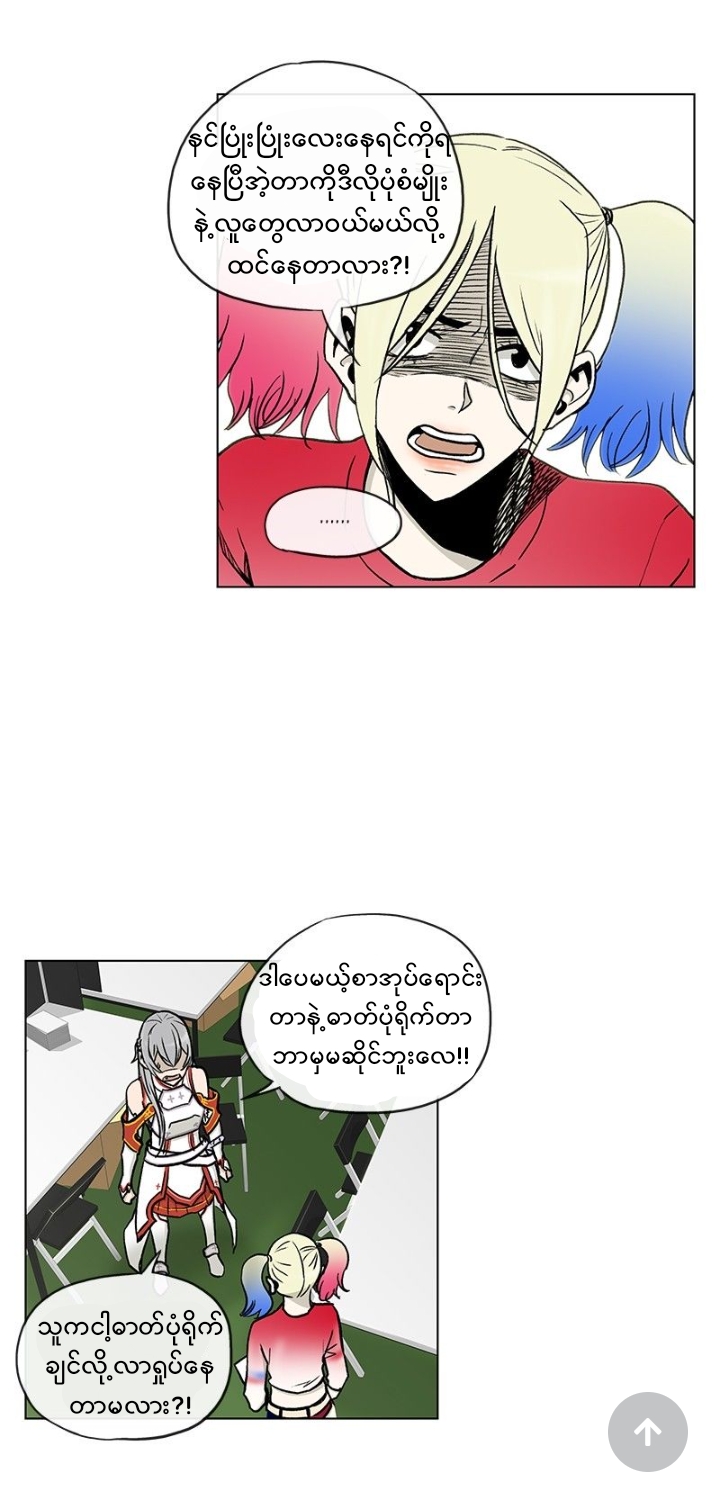 နင်ပြုံးပြုံးလေးနေရင်ကိုရ
နေပြီအဲ့တာကိုဒီလိုပုံစံမျိုး
နဲ့လူတွေလာဝယ်မယ်လို့
ထင်နေတာလား?!
......
ဒါပေမယ့်စာအုပ်ရောင်း
တာနဲ့ဓာတ်ပုံရိုက်တာ
ဘာမှမဆိုင်ဘူးလေ!!
သူကငါ့ဓာတ်ပုံရိုက်
ချင်လို့လာရှုပ်နေ
တာမလား?!